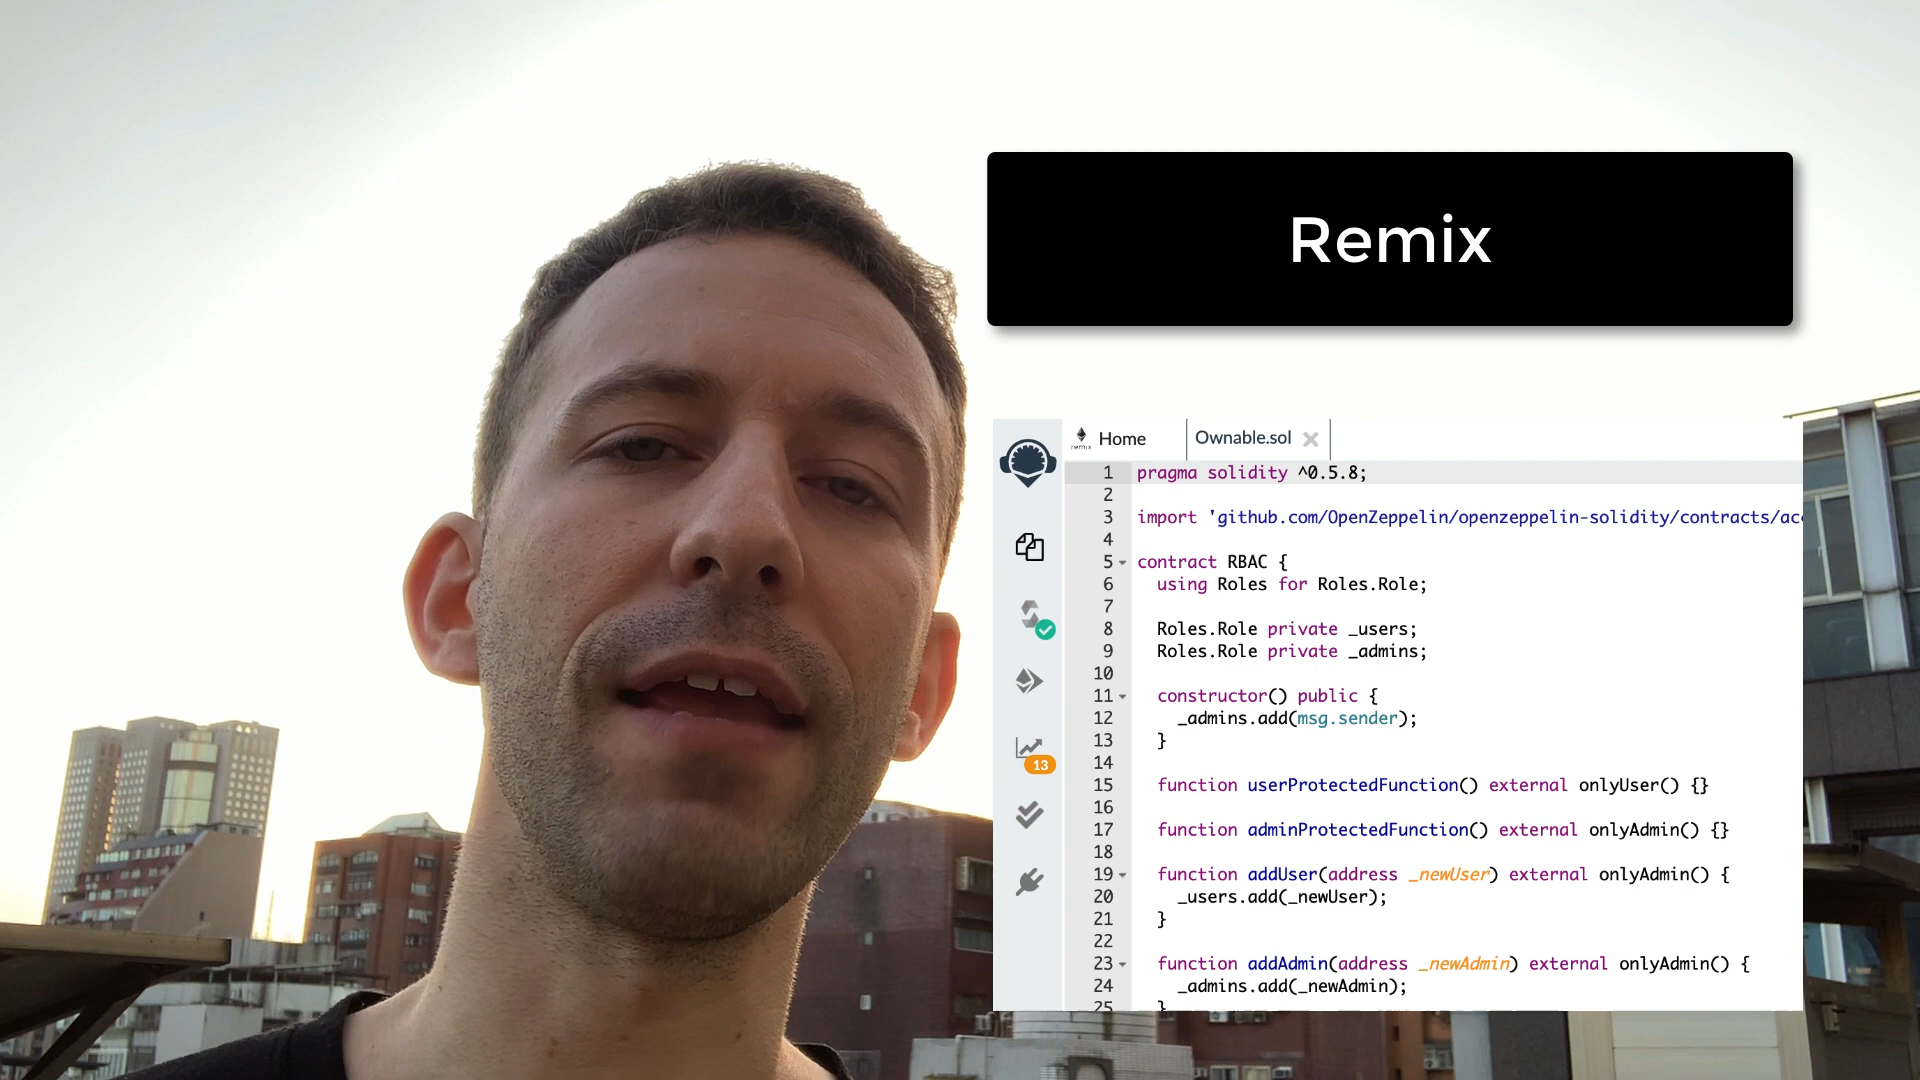 Remix
remix
Home
Ownable.sol
1 pragma solidity ^0.5.8;
2
3 import 'github.com/OpenZeppelin/openzeppelin-solidity/contracts/ac
4
5 contract RBAC {
6 using Roles for Roles.Role;
7
8 Roles.Role private _users;
9 Roles.Role private _admins;
10
11 constructor() public {
12 _admins.add(msg.sender);
13 }
14
15 function userProtectedFunction() external onlyUser() {}
16
17 function adminProtectedFunction() external onlyAdmin() {}
18
19 function addUser(address _newUser) external onlyAdmin() {
20 _users.add(_newUser);
21 }
22
23 function addAdmin(address _newAdmin) external onlyAdmin() {
24 _admins.add(_newAdmin);
25 }
13